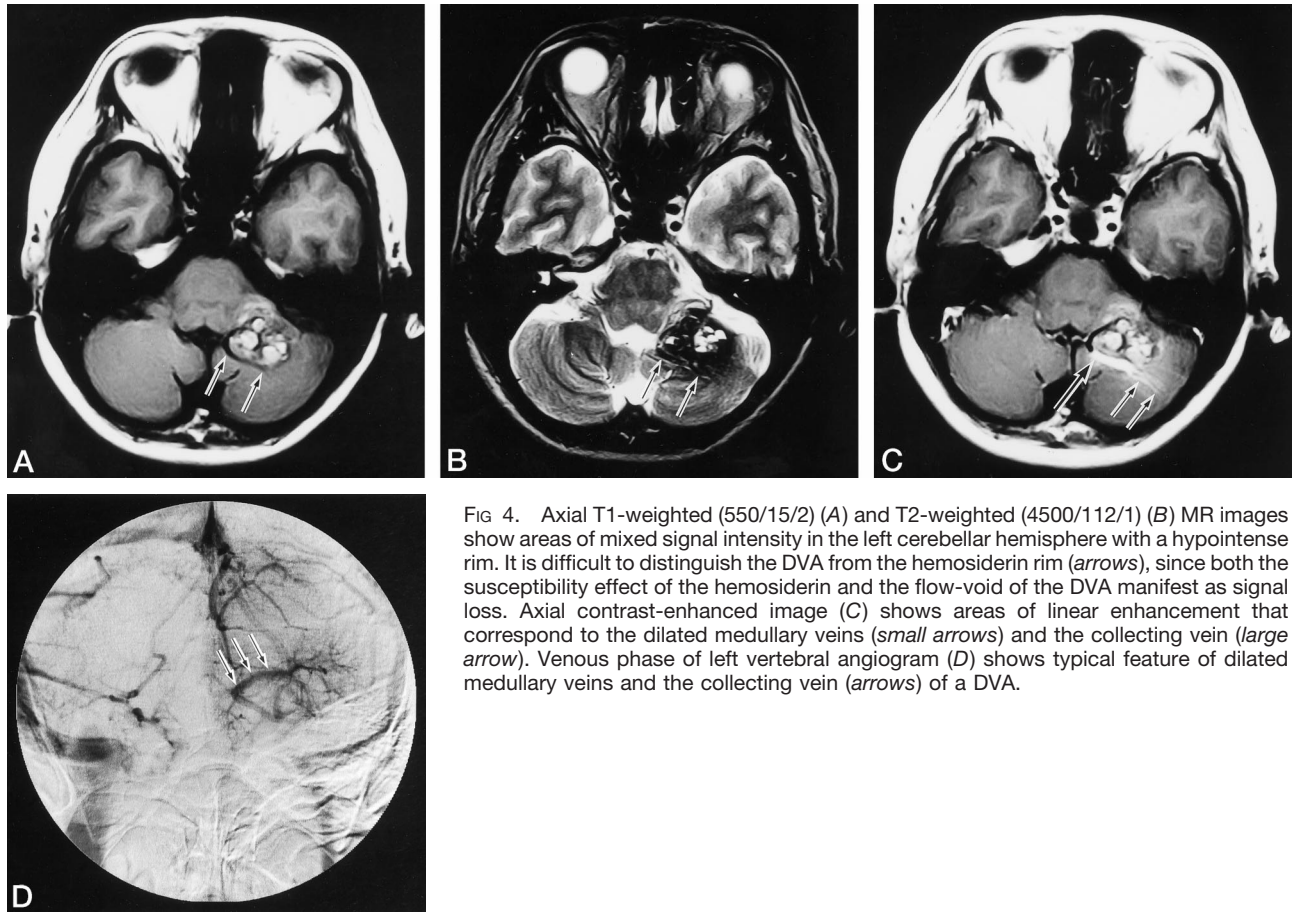 A
B
C
D
FIG 4. Axial T1-weighted (550/15/2) (A) and T2-weighted (4500/112/1) (B) MR images
show areas of mixed signal intensity in the left cerebellar hemisphere with a hypointense
rim. It is difficult to distinguish the DVA from the hemosiderin rim (arrows), since both the
susceptibility effect of the hemosiderin and the flow-void of the DVA manifest as signal
loss. Axial contrast-enhanced image (C) shows areas of linear enhancement that
correspond to the dilated medullary veins (small arrows) and the collecting vein (large
arrow). Venous phase of left vertebral angiogram (D) shows typical feature of dilated
medullary veins and the collecting vein (arrows) of a DVA.